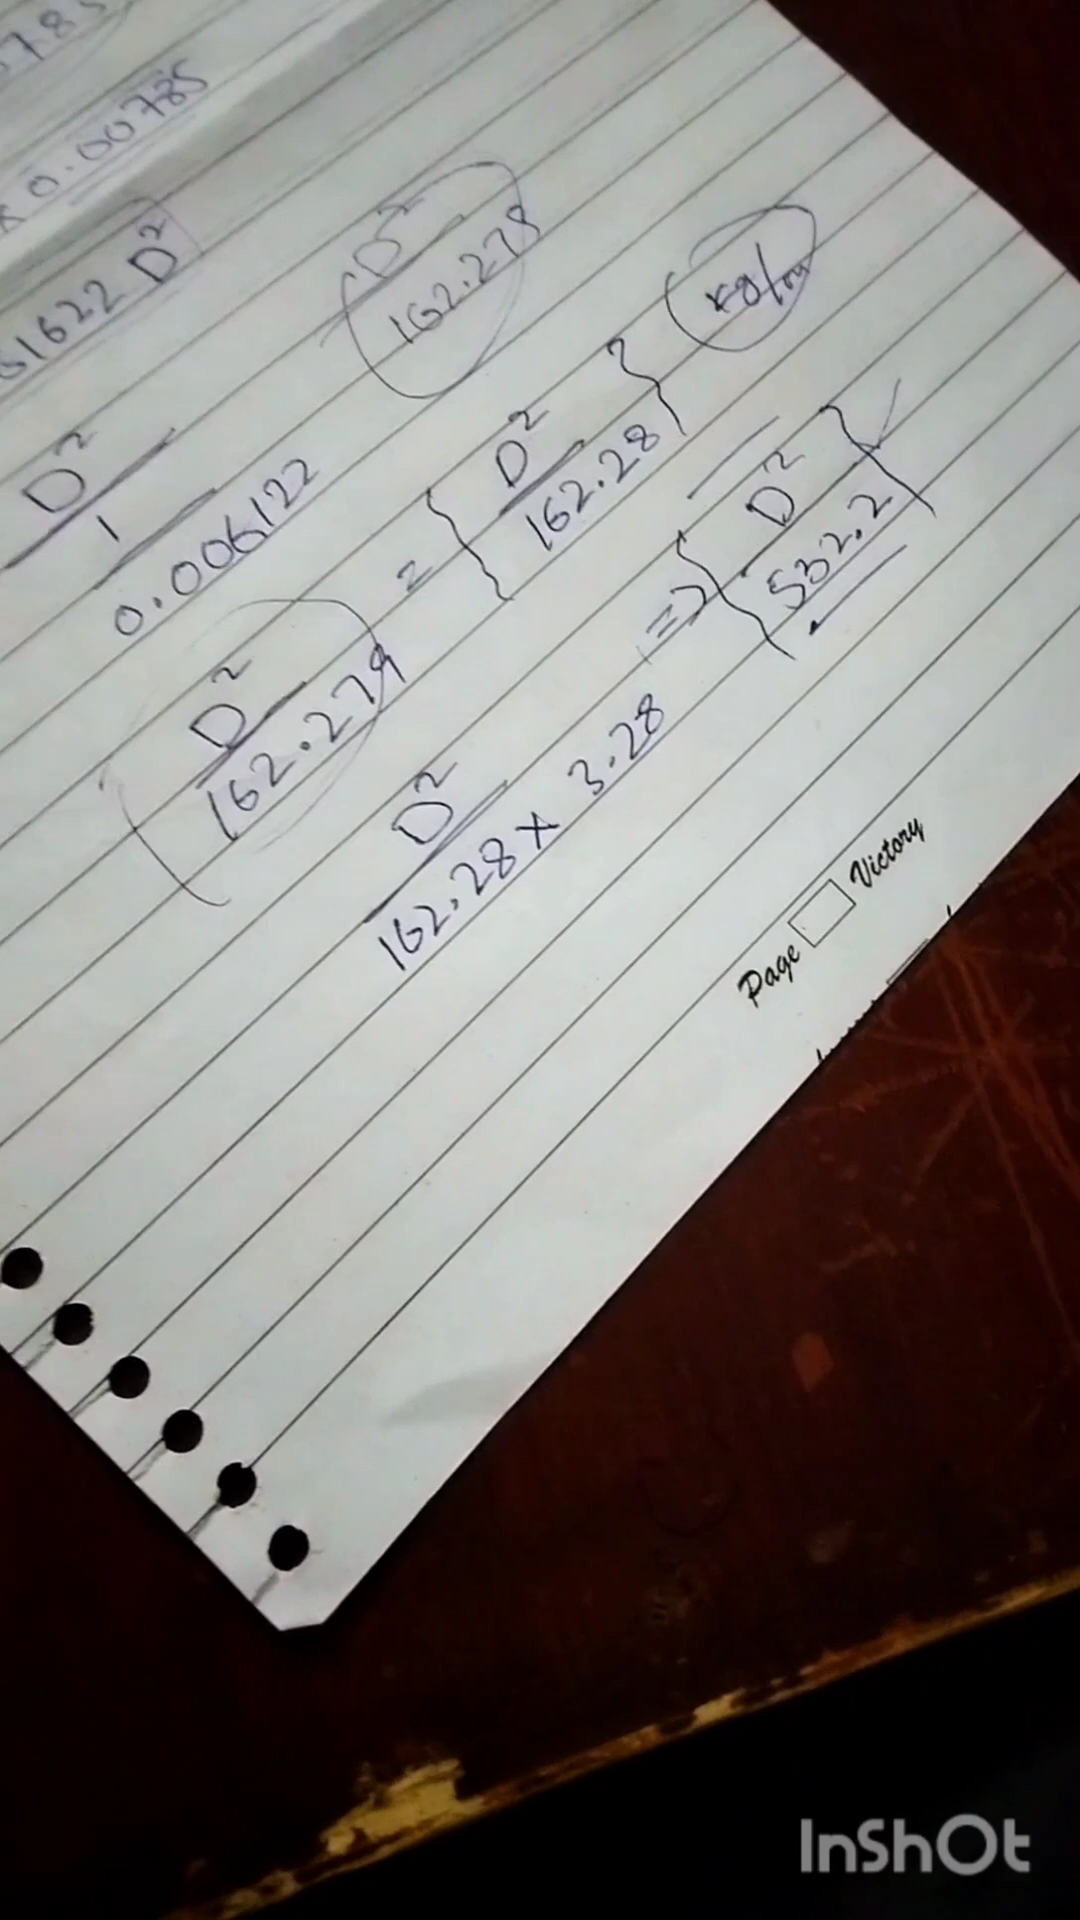 × 0.00785
1622 D²
D²
162.278
kg/m
D²
1
0.006122
D²
162.279
=
{ D²
162.28 }
D²
162.28 × 3.28
=> { D²
532.2 }
Page Victory
InShOt